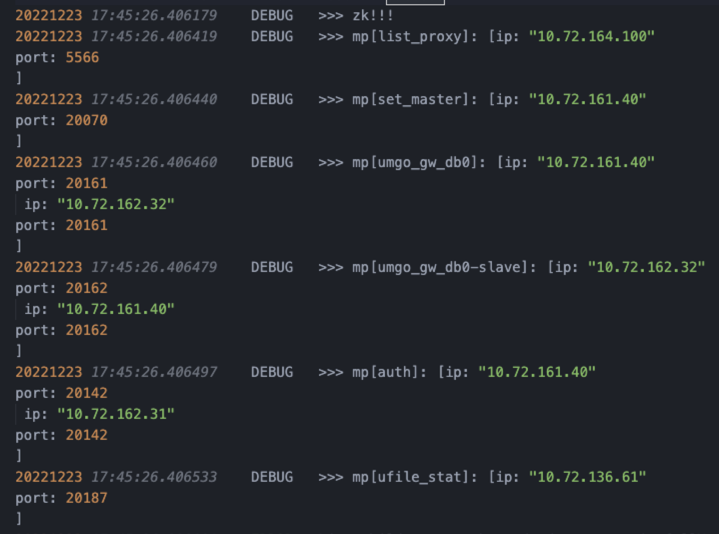 20221223 17:45:26.406179 DEBUG >>> zk!!!
20221223 17:45:26.406419 DEBUG >>> mp[list_proxy]: [ip: "10.72.164.100"
port: 5566
]
20221223 17:45:26.406440 DEBUG >>> mp[set_master]: [ip: "10.72.161.40"
port: 20070
]
20221223 17:45:26.406460 DEBUG >>> mp[umgo_gw_db0]: [ip: "10.72.161.40"
port: 20161
ip: "10.72.162.32"
port: 20161
]
20221223 17:45:26.406479 DEBUG >>> mp[umgo_gw_db0-slave]: [ip: "10.72.162.32"
port: 20162
ip: "10.72.161.40"
port: 20162
]
20221223 17:45:26.406497 DEBUG >>> mp[auth]: [ip: "10.72.161.40"
port: 20142
ip: "10.72.162.31"
port: 20142
]
20221223 17:45:26.406533 DEBUG >>> mp[ufile_stat]: [ip: "10.72.136.61"
port: 20187
]